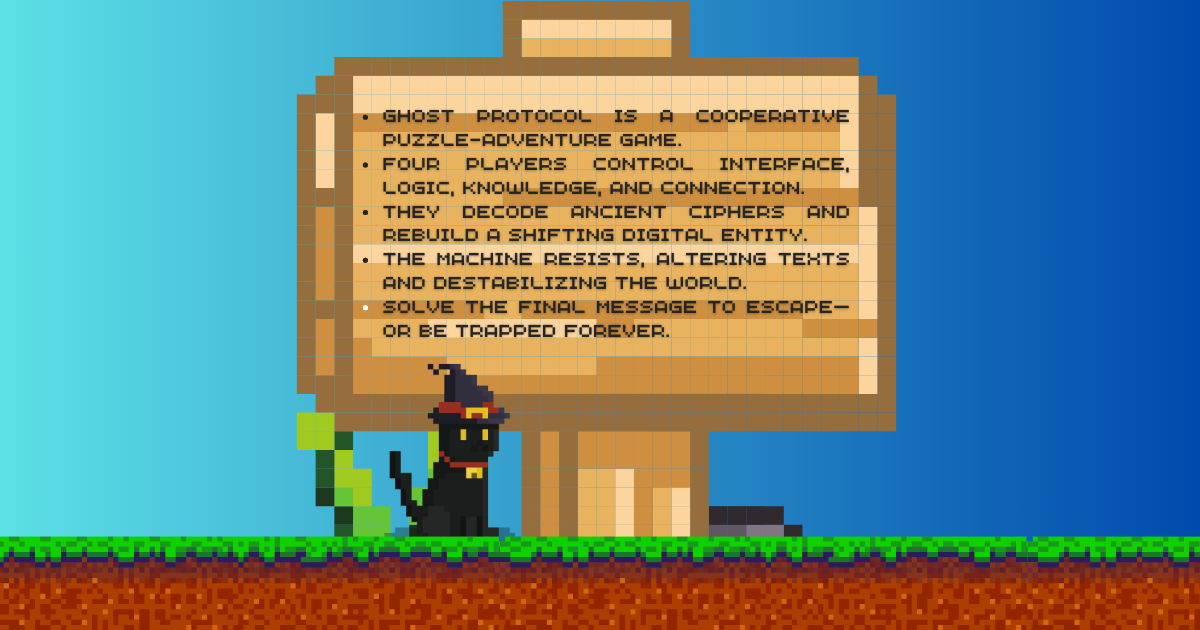 • GHOST PROTOCOL IS A COOPERATIVE
PUZZLE-ADVENTURE GAME.
• FOUR PLAYERS CONTROL INTERFACE,
LOGIC, KNOWLEDGE, AND CONNECTION.
• THEY DECODE ANCIENT CIPHERS AND
REBUILD A SHIFTING DIGITAL ENTITY.
• THE MACHINE RESISTS, ALTERING TEXTS
AND DESTABILIZING THE WORLD.
• SOLVE THE FINAL MESSAGE TO ESCAPE—
OR BE TRAPPED FOREVER.